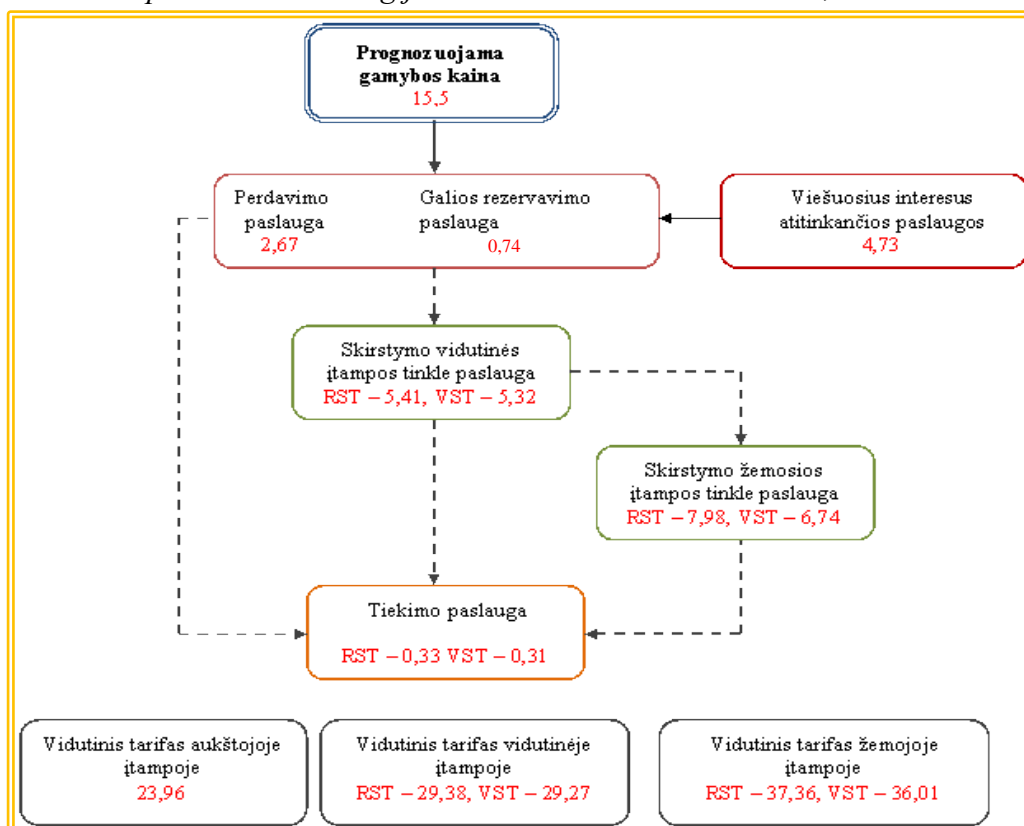 Prognozuojama
gamybos kaina
15,5
Perdavimo
paslauga
2,67
Galios rezervavimo
paslauga
0,74
Viešuosius interesus
atitinkančios paslaugos
4,73
Skirstymo vidutinės
įtampos tinkle paslauga
RST – 5,41, VST – 5,32
Skirstymo žemosios
įtampos tinkle paslauga
RST – 7,98, VST – 6,74
Tiekimo paslauga
RST – 0,33 VST – 0,31
Vidutinis tarifas aukštojoje
įtampoje
23,96
Vidutinis tarifas vidutinėje
įtampoje
RST – 29,38, VST – 29,27
Vidutinis tarifas žemojoje
įtampoje
RST – 37,36, VST – 36,01